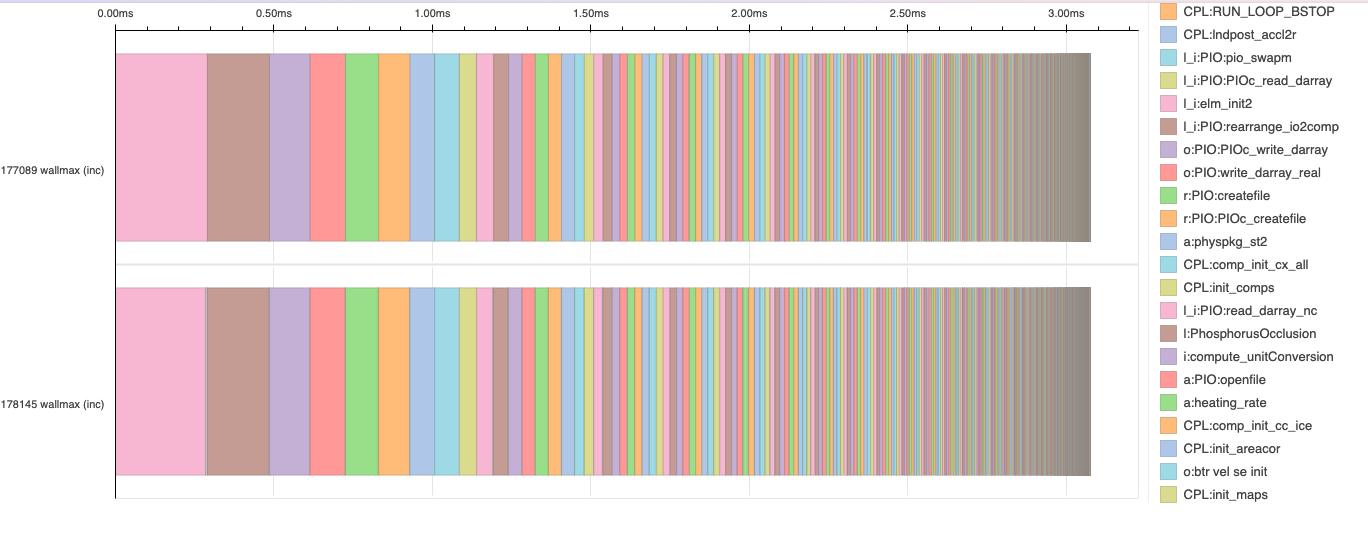 0.00ms 0.50ms 1.00ms 1.50ms 2.00ms 2.50ms 3.00ms
177089 wallmax (inc)
178145 wallmax (inc)
CPL:RUN_LOOP_BSTOP
CPL:lndpost_accl2r
l_i:PIO:pio_swapm
l_i:PIO:PIOc_read_darray
l_i:elm_init2
l_i:PIO:rearrange_io2comp
o:PIO:PIOc_write_darray
o:PIO:write_darray_real
r:PIO:createfile
r:PIO:PIOc_createfile
a:physpkg_st2
CPL:comp_init_cx_all
CPL:init_comps
l_i:PIO:read_darray_nc
l:PhosphorusOcclusion
i:compute_unitConversion
a:PIO:openfile
a:heating_rate
CPL:comp_init_cc_ice
CPL:init_areacor
o:btr vel se init
CPL:init_maps